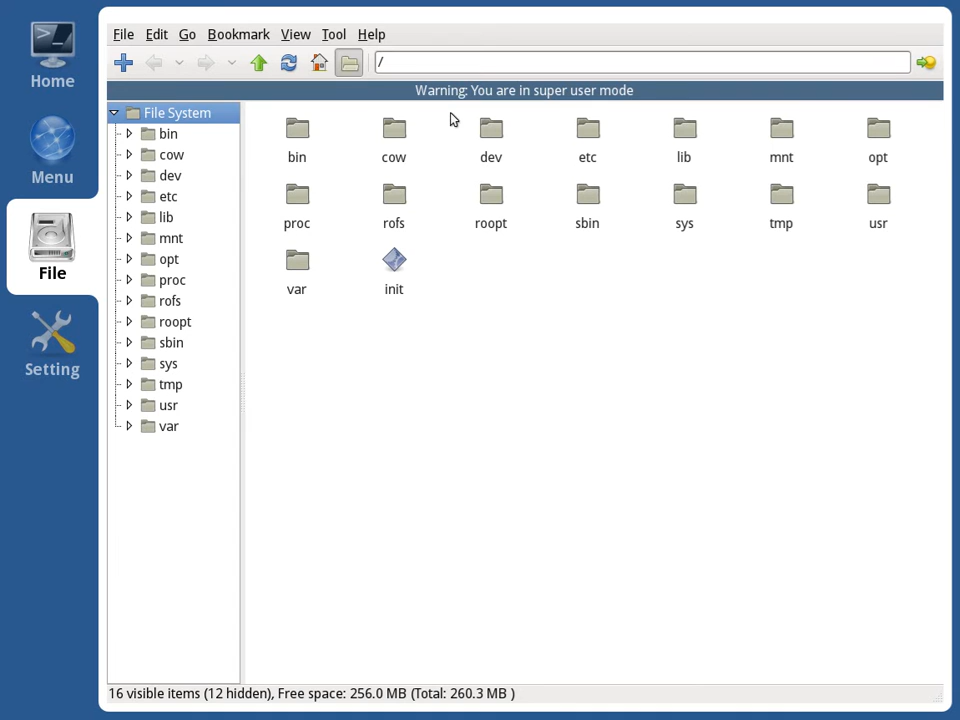 Home
Menu
File
Setting
File Edit Go Bookmark View Tool Help
/
Warning: You are in super user mode
File System
bin
cow
dev
etc
lib
mnt
opt
proc
rofs
roopt
sbin
sys
tmp
usr
var
bin cow dev etc lib mnt opt
proc rofs roopt sbin sys tmp usr
var init
16 visible items (12 hidden), Free space: 256.0 MB (Total: 260.3 MB )